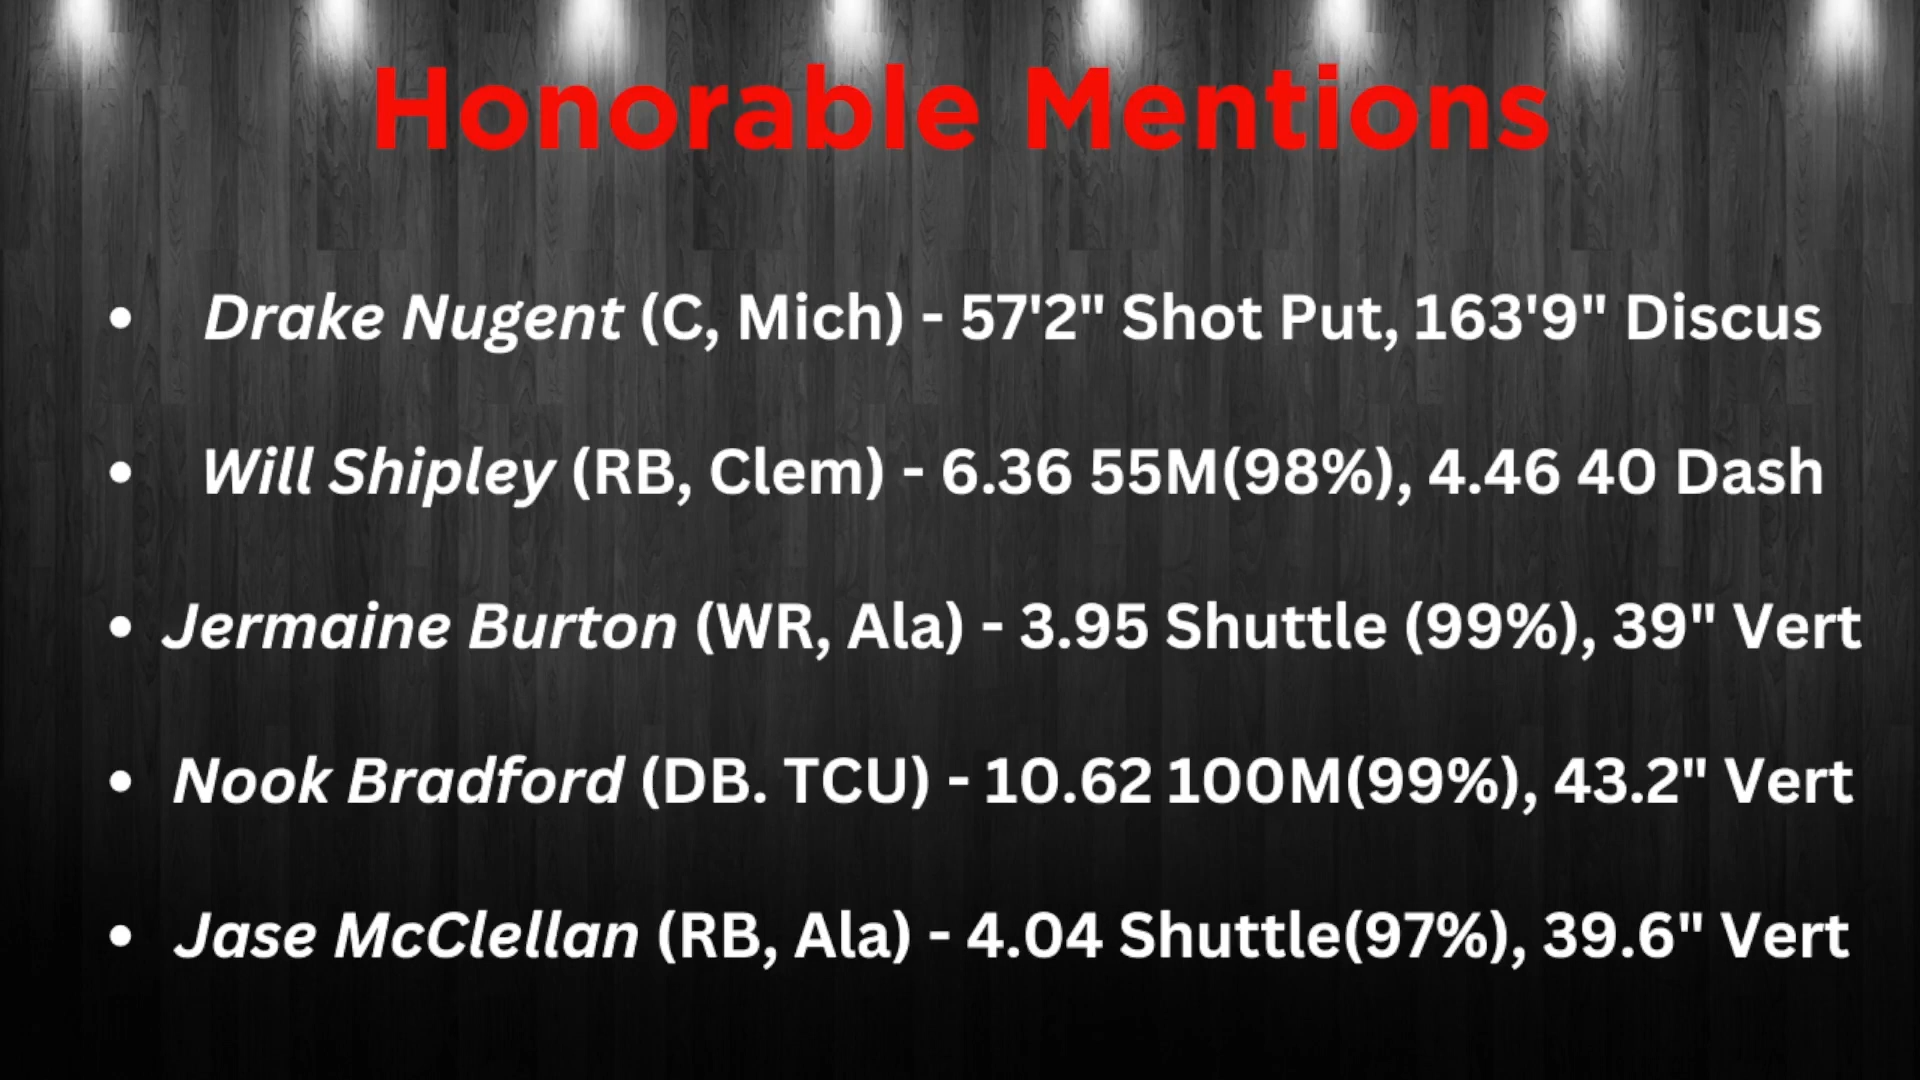 Honorable Mentions
• Drake Nugent (C, Mich) - 57'2" Shot Put, 163'9" Discus
• Will Shipley (RB, Clem) - 6.36 55M(98%), 4.46 40 Dash
• Jermaine Burton (WR, Ala) - 3.95 Shuttle (99%), 39" Vert
• Nook Bradford (DB. TCU) - 10.62 100M(99%), 43.2" Vert
• Jase McClellan (RB, Ala) - 4.04 Shuttle(97%), 39.6" Vert